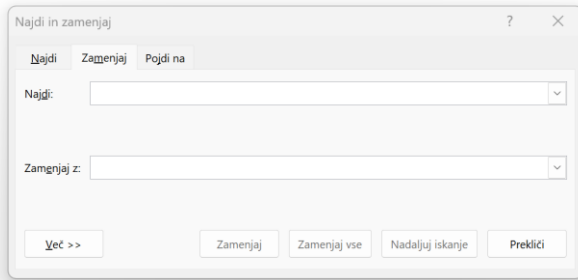 Najdi in zamenjaj ?
Najdi Zamenjaj Pojdi na
Najdi:
Zamenjaj z:
Več >> Zamenjaj Zamenjaj vse Nadaljuj iskanje Prekliči